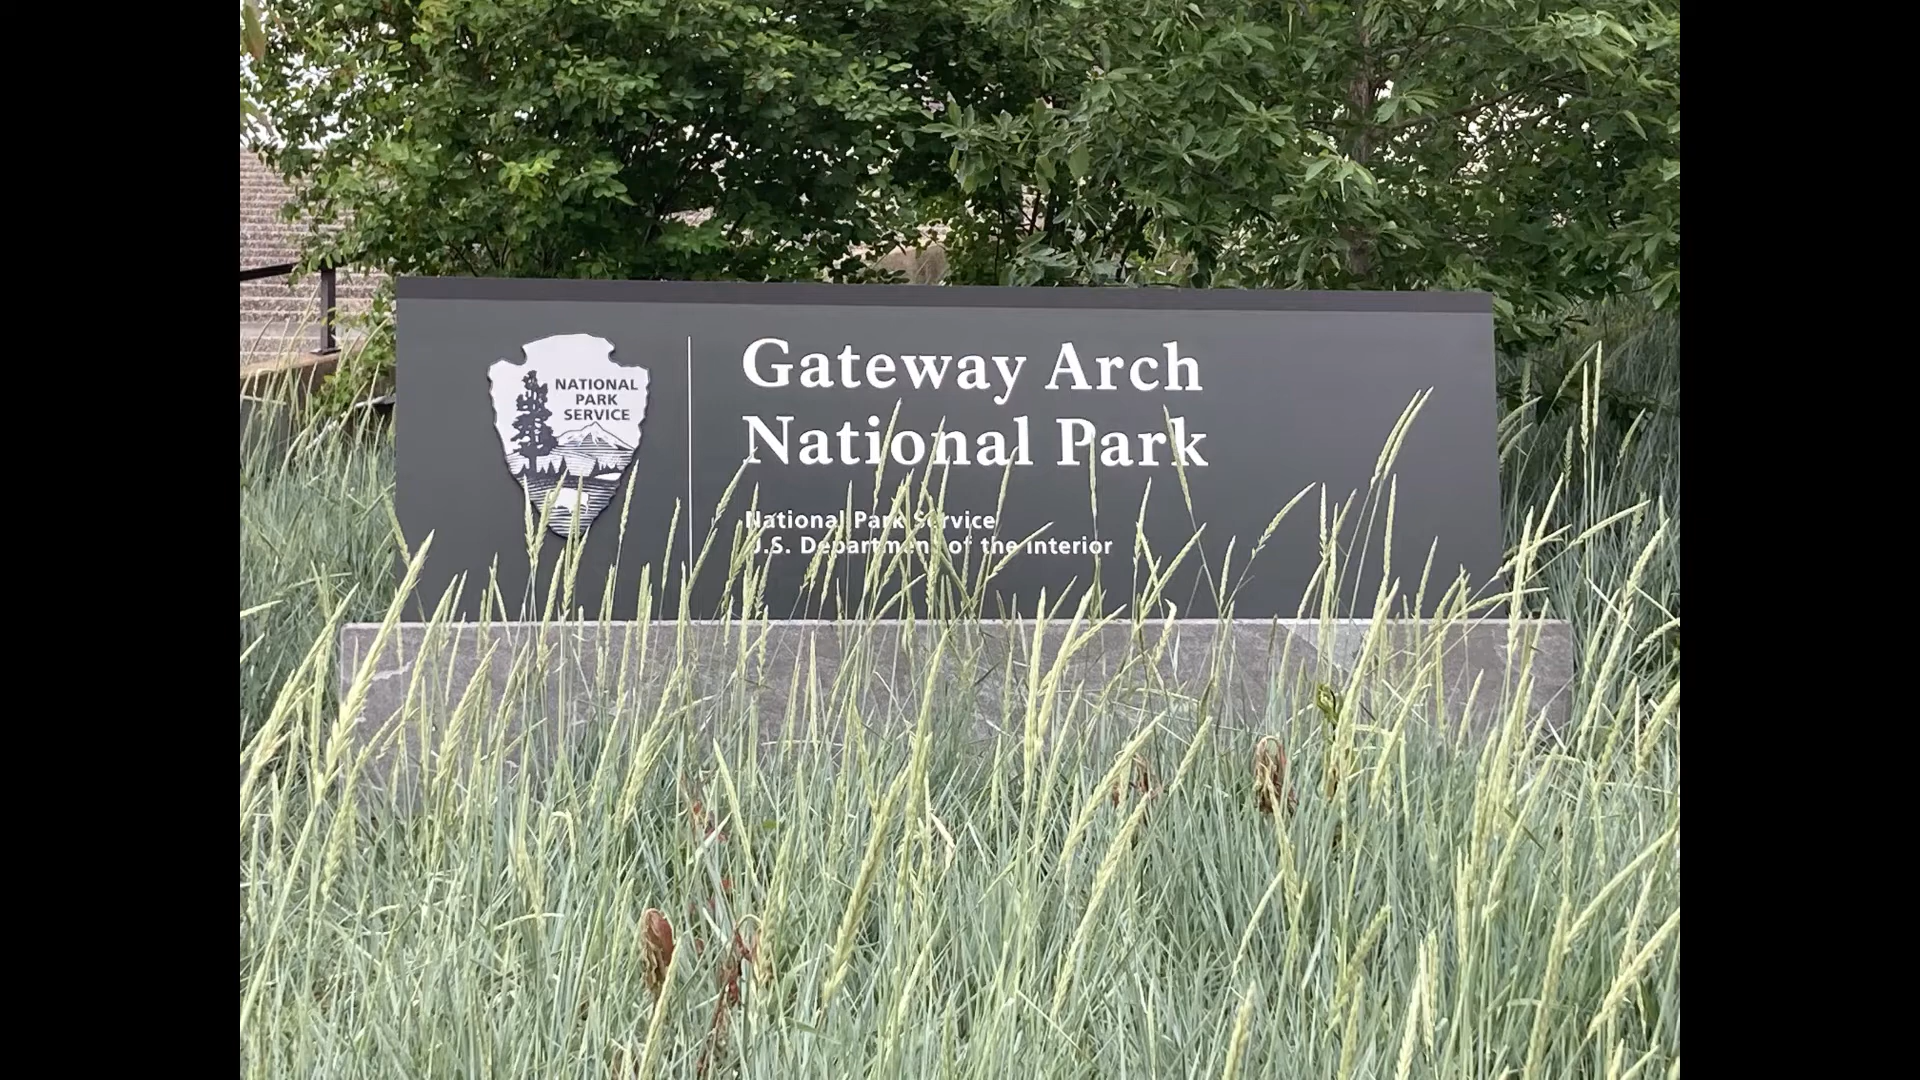 NATIONAL
PARK
SERVICE
Gateway Arch
National Park
National Park Service
U.S. Department of the Interior